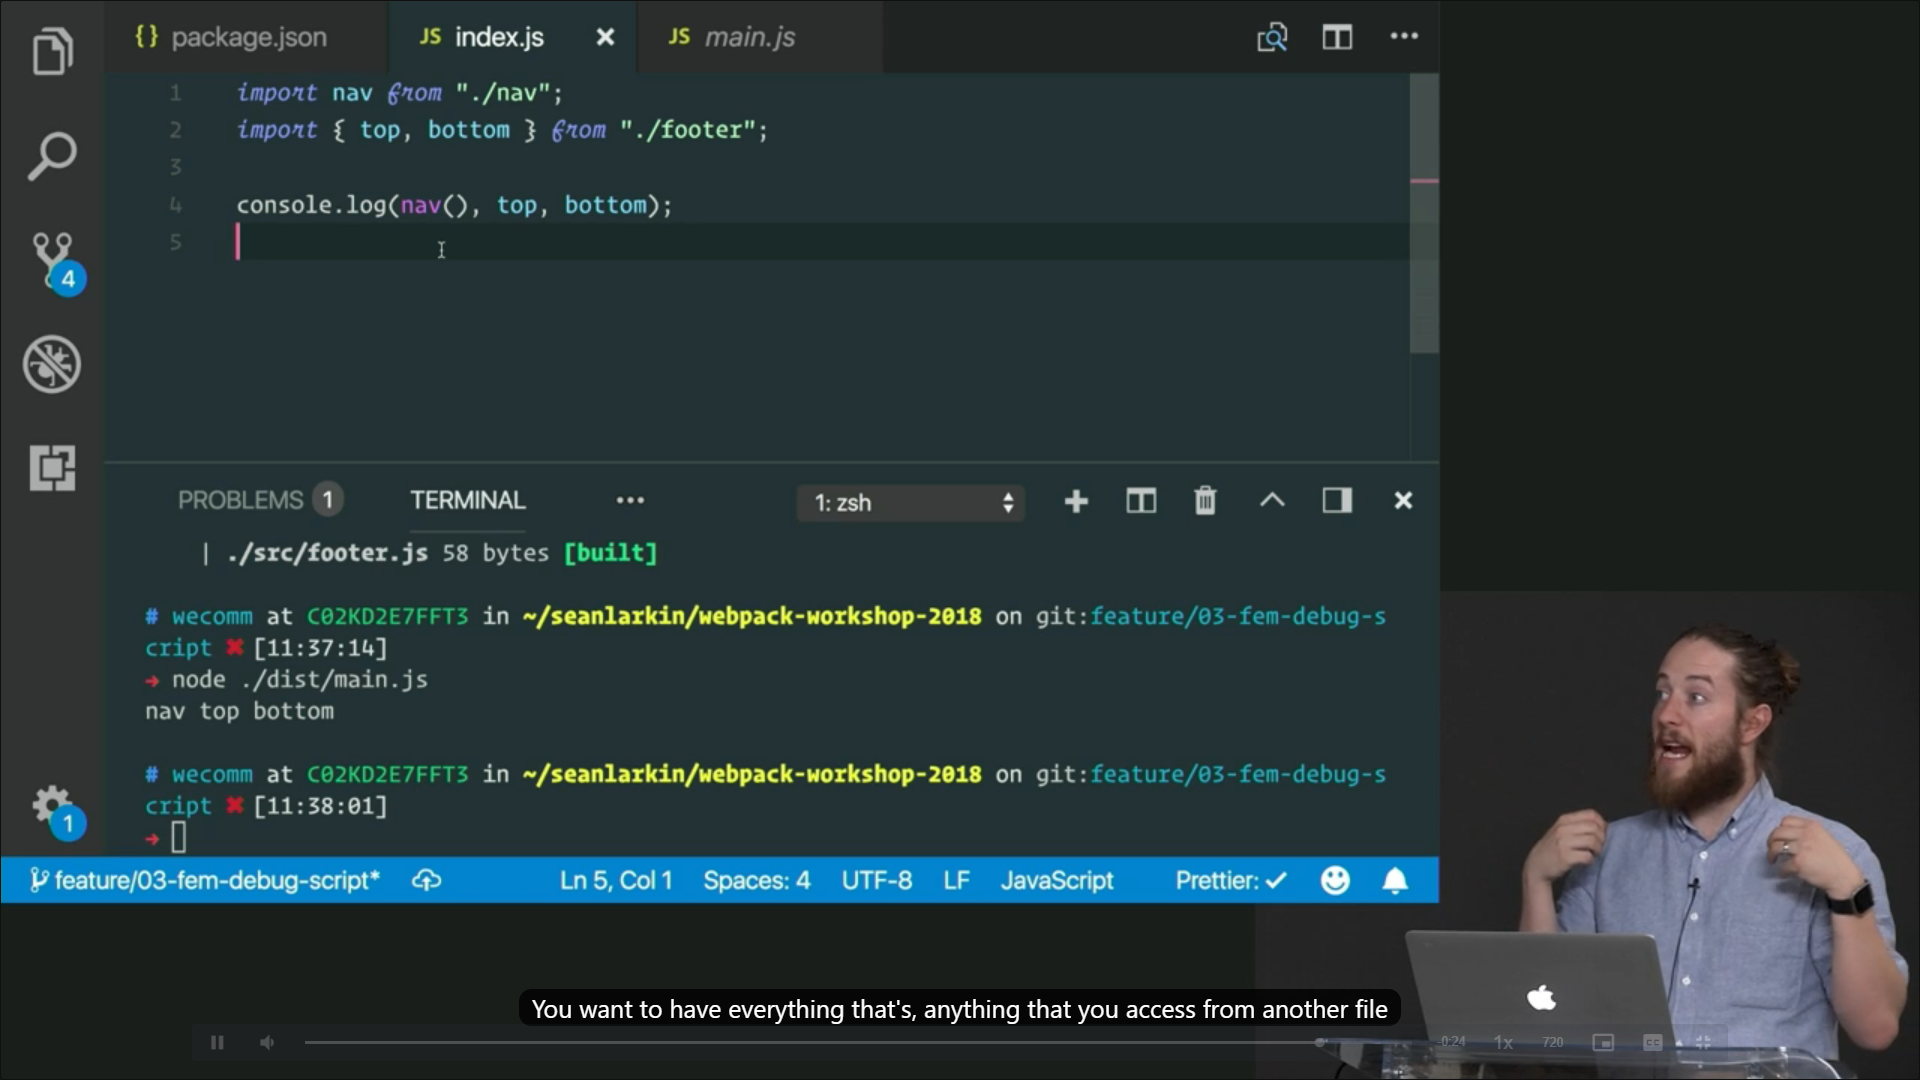 {} package.json
JS index.js
JS main.js
1 import nav from "./nav";
2 import { top, bottom } from "./footer";
3
4 console.log(nav(), top, bottom);
5
4
1
PROBLEMS 1
TERMINAL
1: zsh
| ./src/footer.js 58 bytes [built]
# wecomm at C02KD2E7FFT3 in ~/seanlarkin/webpack-workshop-2018 on git:feature/03-fem-debug-s
cript ✖ [11:37:14]
→ node ./dist/main.js
nav top bottom
# wecomm at C02KD2E7FFT3 in ~/seanlarkin/webpack-workshop-2018 on git:feature/03-fem-debug-s
cript ✖ [11:38:01]
→
feature/03-fem-debug-script*
Ln 5, Col 1
Spaces: 4
UTF-8
LF
JavaScript
Prettier: ✓
You want to have everything that's, anything that you access from another file
-0:24
1x
720
CC